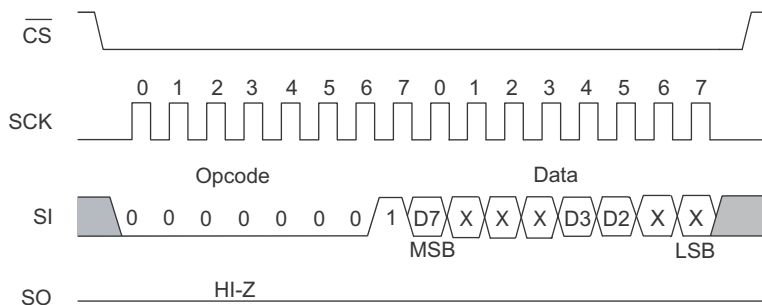 C̅S̅
0 1 2 3 4 5 6 7 0 1 2 3 4 5 6 7
SCK
Opcode Data
SI 0 0 0 0 0 0 0 1 D7 X X X D3 D2 X X
MSB LSB
HI-Z
SO